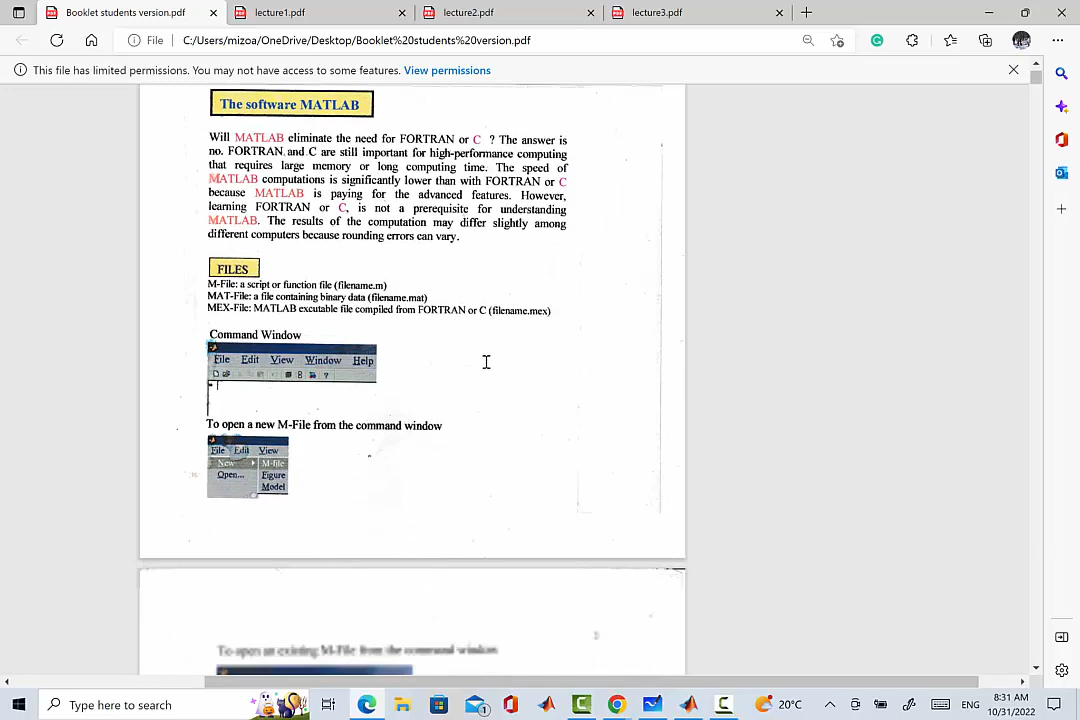 Booklet students version.pdf
lecture1.pdf
lecture2.pdf
lecture3.pdf
File
C:/Users/mizoa/OneDrive/Desktop/Booklet%20students%20version.pdf
This file has limited permissions. You may not have access to some features. View permissions
The software MATLAB
Will MATLAB eliminate the need for FORTRAN or C ? The answer is
no. FORTRAN and C are still important for high-performance computing
that requires large memory or long computing time. The speed of
MATLAB computations is significantly lower than with FORTRAN or C
because MATLAB is paying for the advanced features. However,
learning FORTRAN or C, is not a prerequisite for understanding
MATLAB. The results of the computation may differ slightly among
different computers because rounding errors can vary.
FILES
M-File: a script or function file (filename.m)
MAT-File: a file containing binary data (filename.mat)
MEX-File: MATLAB excutable file compiled from FORTRAN or C (filename.mex)
Command Window
File Edit View Window Help
To open a new M-File from the command window
File Edit View
New M-file
Open... Figure
Model
3
To open an existing M-File from the command window
Type here to search
1
20°C
ENG
8:31 AM
10/31/2022